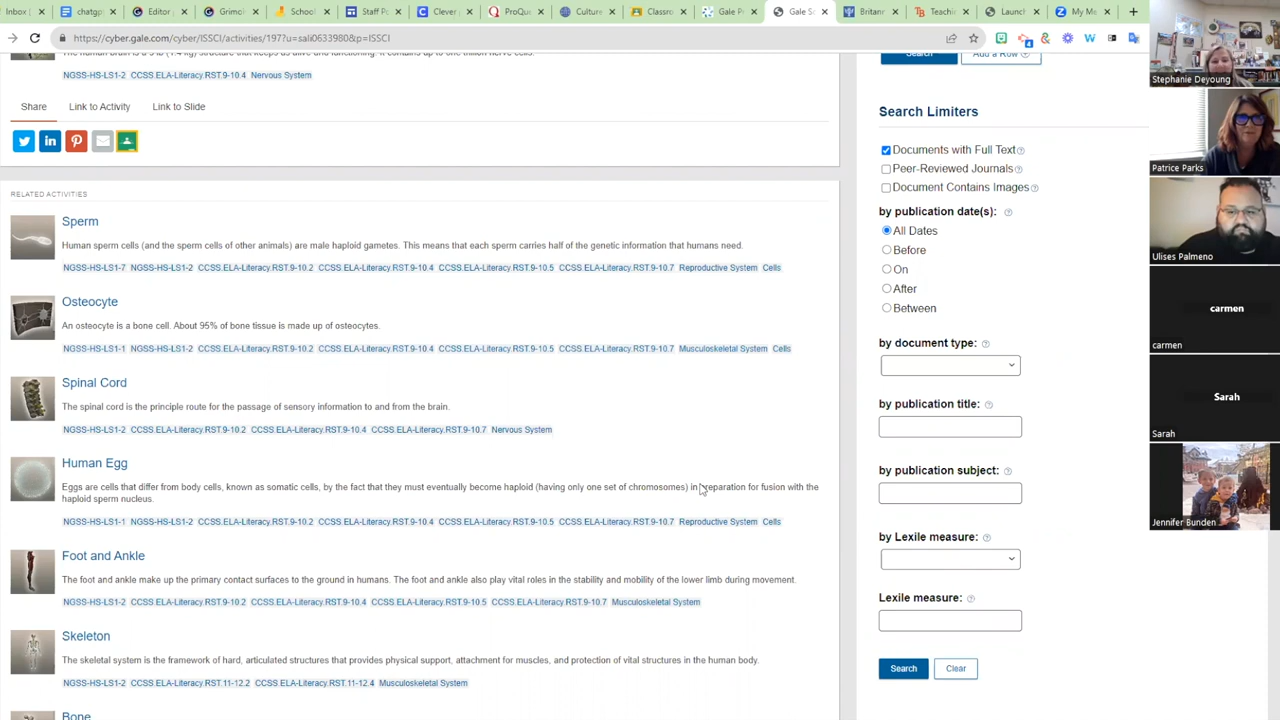 Inbox (
chatgp
Editor
Grimcl
School
Staff Po
Clever
ProQue
Culture
Classro
Gale P
Gale S
Britan
Teachin
Launch
My Me
https://cyber.gale.com/cyber/ISSCI/activities/197?u=sali0633980&p=ISSCI
NGSS-HS-LS1-2 CCSS.ELA-Literacy.RST.9-10.4 Nervous System
Share Link to Activity Link to Slide
RELATED ACTIVITIES
Sperm
Human sperm cells (and the sperm cells of other animals) are male haploid gametes. This means that each sperm carries half of the genetic information that humans need.
NGSS-HS-LS1-7 NGSS-HS-LS1-2 CCSS.ELA-Literacy.RST.9-10.2 CCSS.ELA-Literacy.RST.9-10.4 CCSS.ELA-Literacy.RST.9-10.5 CCSS.ELA-Literacy.RST.9-10.7 Reproductive System Cells
Osteocyte
An osteocyte is a bone cell. About 95% of bone tissue is made up of osteocytes.
NGSS-HS-LS1-1 NGSS-HS-LS1-2 CCSS.ELA-Literacy.RST.9-10.2 CCSS.ELA-Literacy.RST.9-10.4 CCSS.ELA-Literacy.RST.9-10.5 CCSS.ELA-Literacy.RST.9-10.7 Musculoskeletal System Cells
Spinal Cord
The spinal cord is the principle route for the passage of sensory information to and from the brain.
NGSS-HS-LS1-2 CCSS.ELA-Literacy.RST.9-10.2 CCSS.ELA-Literacy.RST.9-10.4 CCSS.ELA-Literacy.RST.9-10.7 Nervous System
Human Egg
Eggs are cells that differ from body cells, known as somatic cells, by the fact that they must eventually become haploid (having only one set of chromosomes) in preparation for fusion with the
haploid sperm nucleus.
NGSS-HS-LS1-1 NGSS-HS-LS1-2 CCSS.ELA-Literacy.RST.9-10.2 CCSS.ELA-Literacy.RST.9-10.4 CCSS.ELA-Literacy.RST.9-10.5 CCSS.ELA-Literacy.RST.9-10.7 Reproductive System Cells
Foot and Ankle
The foot and ankle make up the primary contact surfaces to the ground in humans. The foot and ankle also play vital roles in the stability and mobility of the lower limb during movement.
NGSS-HS-LS1-2 CCSS.ELA-Literacy.RST.9-10.2 CCSS.ELA-Literacy.RST.9-10.4 CCSS.ELA-Literacy.RST.9-10.5 CCSS.ELA-Literacy.RST.9-10.7 Musculoskeletal System
Skeleton
The skeletal system is the framework of hard, articulated structures that provides physical support, attachment for muscles, and protection of vital structures in the human body.
NGSS-HS-LS1-2 CCSS.ELA-Literacy.RST.11-12.2 CCSS.ELA-Literacy.RST.11-12.4 Musculoskeletal System
Bone
Search Add a Row
Search Limiters
Documents with Full Text
Peer-Reviewed Journals
Document Contains Images
by publication date(s):
All Dates
Before
On
After
Between
by document type:
by publication title:
by publication subject:
by Lexile measure:
Lexile measure:
Search Clear
Stephanie Deyoung
Patrice Parks
Ulises Palmeno
carmen
carmen
Sarah
Sarah
Jennifer Bunden